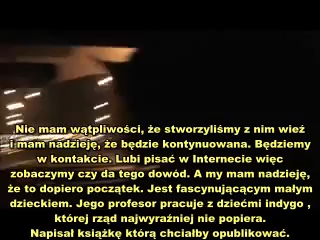 Nie mam wątpliwości, że stworzyliśmy z nim wieź
i mam nadzieję, że będzie kontynuowana. Będziemy
w kontakcie. Lubi pisać w Internecie więc
zobaczymy czy da tego dowód. A my mam nadzieję,
że to dopiero początek. Jest fascynującącym małym
dzieckiem. Jego profesor pracuje z dziećmi indygo ,
której rząd najwyraźniej nie popiera.
Napisał książkę którą chciałby opublikować.